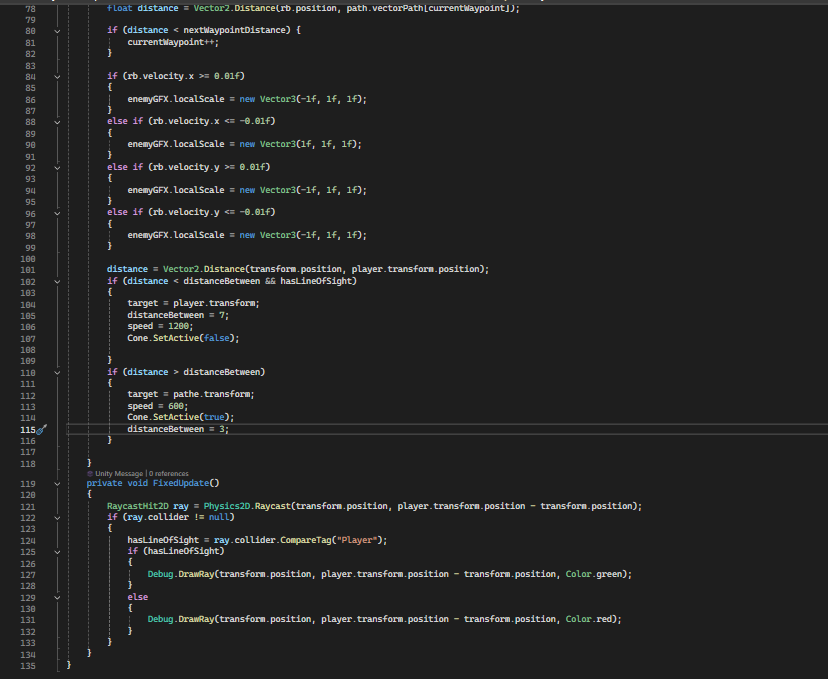 78 float distance = Vector2.Distance(rb.position, path.vectorPath[currentWaypoint]);
79
80 if (distance < nextWaypointDistance) {
81 currentWaypoint++;
82 }
83
84 if (rb.velocity.x >= 0.01f)
85 {
86 enemyGFX.localScale = new Vector3(-1f, 1f, 1f);
87 }
88 else if (rb.velocity.x <= -0.01f)
89 {
90 enemyGFX.localScale = new Vector3(1f, 1f, 1f);
91 }
92 else if (rb.velocity.y >= 0.01f)
93 {
94 enemyGFX.localScale = new Vector3(-1f, 1f, 1f);
95 }
96 else if (rb.velocity.y <= -0.01f)
97 {
98 enemyGFX.localScale = new Vector3(-1f, 1f, 1f);
99 }
100
101 distance = Vector2.Distance(transform.position, player.transform.position);
102 if (distance < distanceBetween && hasLineOfSight)
103 {
104 target = player.transform;
105 distanceBetween = 7;
106 speed = 1200;
107 Cone.SetActive(false);
108
109 }
110 if (distance > distanceBetween)
111 {
112 target = pathe.transform;
113 speed = 600;
114 Cone.SetActive(true);
115 distanceBetween = 3;
116 }
117
118 }
Unity Message | 0 references
119 private void FixedUpdate()
120 {
121 RaycastHit2D ray = Physics2D.Raycast(transform.position, player.transform.position - transform.position);
122 if (ray.collider != null)
123 {
124 hasLineOfSight = ray.collider.CompareTag("Player");
125 if (hasLineOfSight)
126 {
127 Debug.DrawRay(transform.position, player.transform.position - transform.position, Color.green);
128 }
129 else
130 {
131 Debug.DrawRay(transform.position, player.transform.position - transform.position, Color.red);
132 }
133 }
134 }
135 }